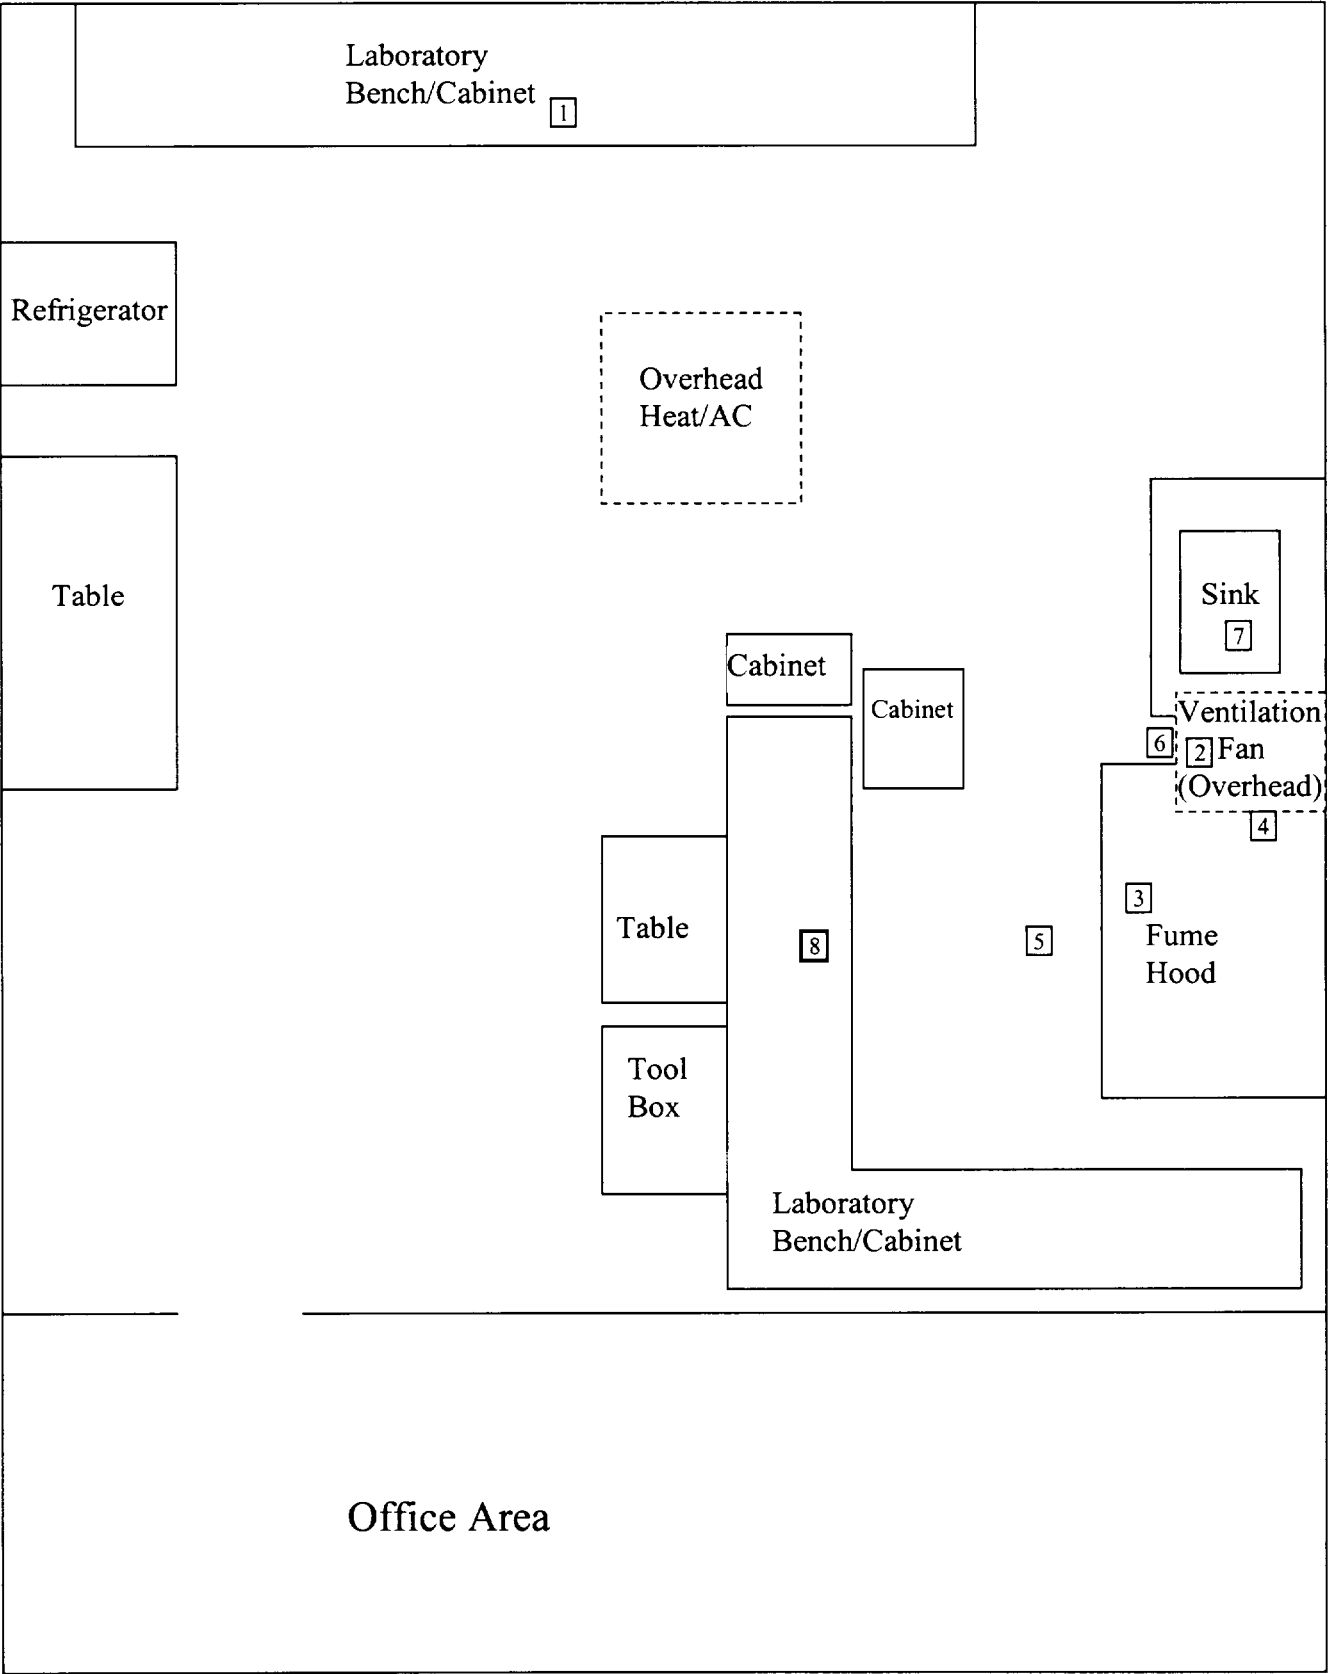 Laboratory
Bench/Cabinet
1
Refrigerator
Overhead
Heat/AC
Table
Sink
7
Cabinet
Cabinet
Ventilation
6
2 Fan
(Overhead)
4
3
Table
8
5
Fume
Hood
Tool
Box
Laboratory
Bench/Cabinet
Office Area